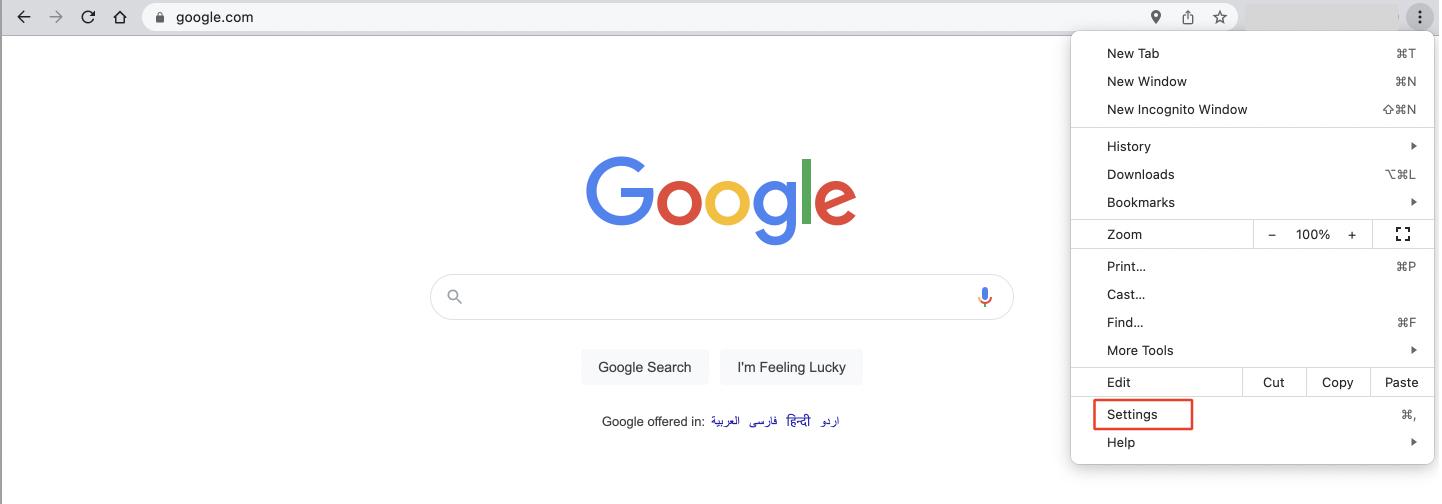 google.com
New Tab ⌘T
New Window ⌘N
New Incognito Window ⇧⌘N
History
Downloads ⌥⌘L
Bookmarks
Zoom − 100% +
Print... ⌘P
Cast...
Find... ⌘F
More Tools
Edit Cut Copy Paste
Settings ⌘,
Help
Google
Google Search I'm Feeling Lucky
Google offered in: العربية فارسی हिन्दी اردو